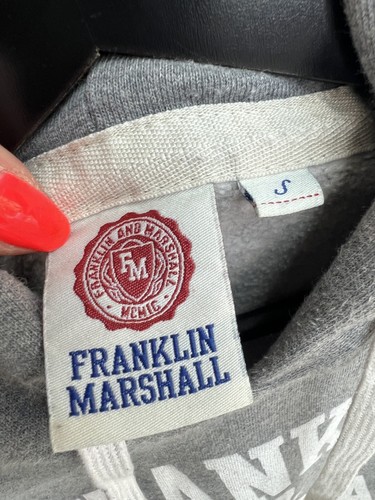 S
FRANKLIN AND MARSHALL
FM
MCMIC
FRANKLIN
MARSHALL